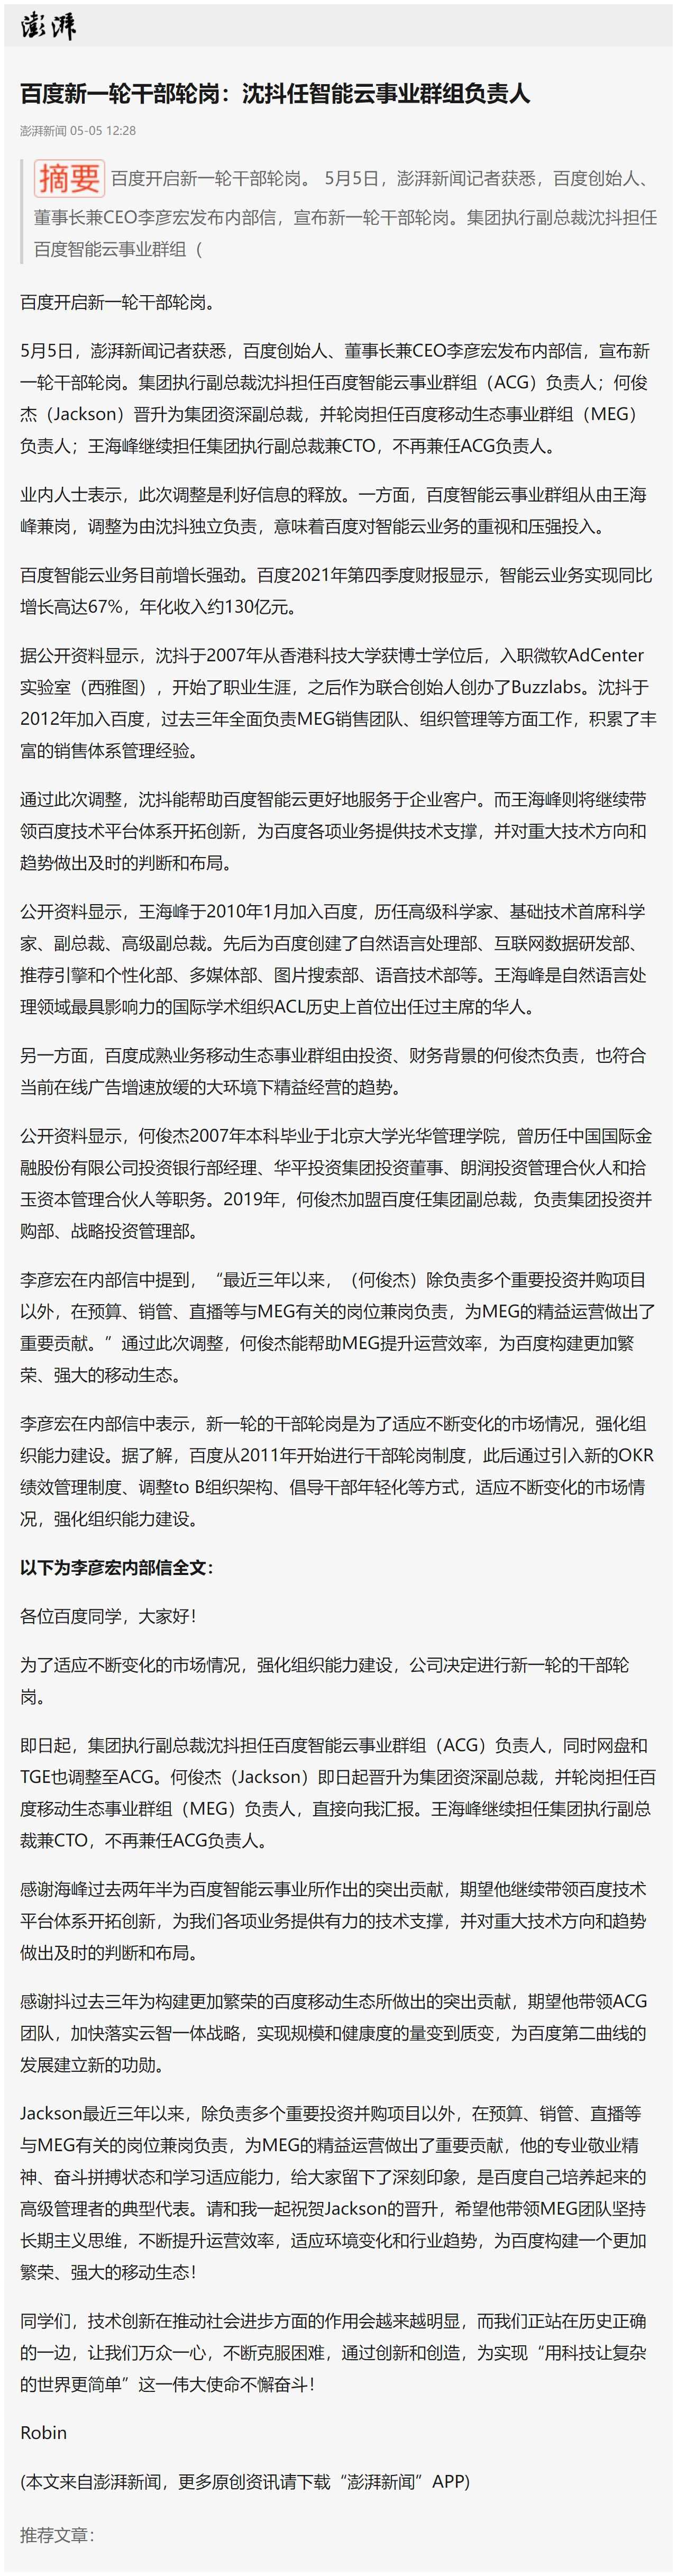 澎湃
百度新一轮干部轮岗：沈抖任智能云事业群组负责人
澎湃新闻 05-05 12:28
摘要 百度开启新一轮干部轮岗。 5月5日，澎湃新闻记者获悉，百度创始人、
董事长兼CEO李彦宏发布内部信，宣布新一轮干部轮岗。集团执行副总裁沈抖担任
百度智能云事业群组（
百度开启新一轮干部轮岗。
5月5日，澎湃新闻记者获悉，百度创始人、董事长兼CEO李彦宏发布内部信，宣布新
一轮干部轮岗。集团执行副总裁沈抖担任百度智能云事业群组（ACG）负责人；何俊
杰（Jackson）晋升为集团资深副总裁，并轮岗担任百度移动生态事业群组（MEG）
负责人；王海峰继续担任集团执行副总裁兼CTO，不再兼任ACG负责人。
业内人士表示，此次调整是利好信息的释放。一方面，百度智能云事业群组从由王海
峰兼岗，调整为由沈抖独立负责，意味着百度对智能云业务的重视和压强投入。
百度智能云业务目前增长强劲。百度2021年第四季度财报显示，智能云业务实现同比
增长高达67%，年化收入约130亿元。
据公开资料显示，沈抖于2007年从香港科技大学获博士学位后，入职微软AdCenter
实验室（西雅图），开始了职业生涯，之后作为联合创始人创办了Buzzlabs。沈抖于
2012年加入百度，过去三年全面负责MEG销售团队、组织管理等方面工作，积累了丰
富的销售体系管理经验。
通过此次调整，沈抖能帮助百度智能云更好地服务于企业客户。而王海峰则将继续带
领百度技术平台体系开拓创新，为百度各项业务提供技术支撑，并对重大技术方向和
趋势做出及时的判断和布局。
公开资料显示，王海峰于2010年1月加入百度，历任高级科学家、基础技术首席科学
家、副总裁、高级副总裁。先后为百度创建了自然语言处理部、互联网数据研发部、
推荐引擎和个性化部、多媒体部、图片搜索部、语音技术部等。王海峰是自然语言处
理领域最具影响力的国际学术组织ACL历史上首位出任过主席的华人。
另一方面，百度成熟业务移动生态事业群组由投资、财务背景的何俊杰负责，也符合
当前在线广告增速放缓的大环境下精益经营的趋势。
公开资料显示，何俊杰2007年本科毕业于北京大学光华管理学院，曾历任中国国际金
融股份有限公司投资银行部经理、华平投资集团投资董事、朗润投资管理合伙人和拾
玉资本管理合伙人等职务。2019年，何俊杰加盟百度任集团副总裁，负责集团投资并
购部、战略投资管理部。
李彦宏在内部信中提到，“最近三年以来，（何俊杰）除负责多个重要投资并购项目
以外，在预算、销管、直播等与MEG有关的岗位兼岗负责，为MEG的精益运营做出了
重要贡献。”通过此次调整，何俊杰能帮助MEG提升运营效率，为百度构建更加繁
荣、强大的移动生态。
李彦宏在内部信中表示，新一轮的干部轮岗是为了适应不断变化的市场情况，强化组
织能力建设。据了解，百度从2011年开始进行干部轮岗制度，此后通过引入新的OKR
绩效管理制度、调整to B组织架构、倡导干部年轻化等方式，适应不断变化的市场情
况，强化组织能力建设。
以下为李彦宏内部信全文：
各位百度同学，大家好！
为了适应不断变化的市场情况，强化组织能力建设，公司决定进行新一轮的干部轮
岗。
即日起，集团执行副总裁沈抖担任百度智能云事业群组（ACG）负责人，同时网盘和
TGE也调整至ACG。何俊杰（Jackson）即日起晋升为集团资深副总裁，并轮岗担任百
度移动生态事业群组（MEG）负责人，直接向我汇报。王海峰继续担任集团执行副总
裁兼CTO，不再兼任ACG负责人。
感谢海峰过去两年半为百度智能云事业所作出的突出贡献，期望他继续带领百度技术
平台体系开拓创新，为我们各项业务提供有力的技术支撑，并对重大技术方向和趋势
做出及时的判断和布局。
感谢抖过去三年为构建更加繁荣的百度移动生态所做出的突出贡献，期望他带领ACG
团队，加快落实云智一体战略，实现规模和健康度的量变到质变，为百度第二曲线的
发展建立新的功勋。
Jackson最近三年以来，除负责多个重要投资并购项目以外，在预算、销管、直播等
与MEG有关的岗位兼岗负责，为MEG的精益运营做出了重要贡献，他的专业敬业精
神、奋斗拼搏状态和学习适应能力，给大家留下了深刻印象，是百度自己培养起来的
高级管理者的典型代表。请和我一起祝贺Jackson的晋升，希望他带领MEG团队坚持
长期主义思维，不断提升运营效率，适应环境变化和行业趋势，为百度构建一个更加
繁荣、强大的移动生态！
同学们，技术创新在推动社会进步方面的作用会越来越明显，而我们正站在历史正确
的一边，让我们万众一心，不断克服困难，通过创新和创造，为实现“用科技让复杂
的世界更简单”这一伟大使命不懈奋斗！
Robin
(本文来自澎湃新闻，更多原创资讯请下载“澎湃新闻”APP)
推荐文章：